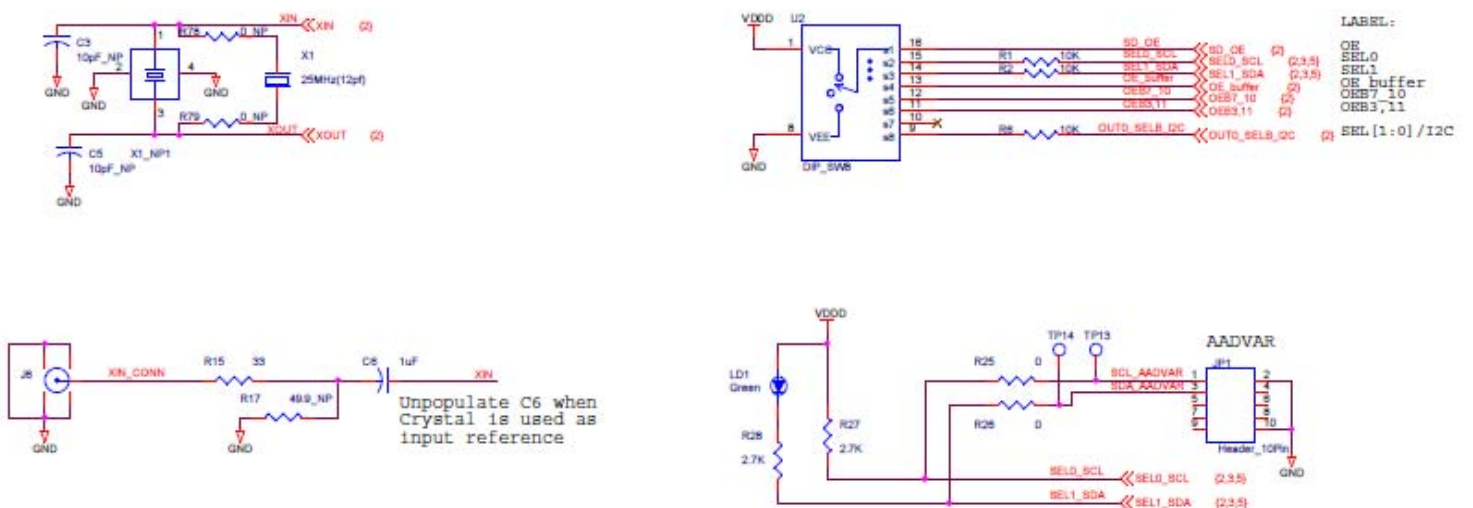 XIN
XIN {2}
C3
10pF_NP
R78 0_NP
1
2
4
3
GND
GND
GND
X1
25MHz(12pf)
R79 0_NP
XOUT
XOUT {2}
C5
10pF_NP
X1_NP1
GND
VDDD
U2
1
VCC
8
VEE
GND
DIP_SW8
s1 16 SD_OE SD_OE {2}
s2 15 R1 10K SEL0_SCL SEL0_SCL {2,3,5}
s3 14 R2 10K SEL1_SDA SEL1_SDA {2,3,5}
s4 13 OE_buffer OE_buffer {2}
s5 12 OEB7_10 {2}
s6 11 OEB3,11 {2}
s7 10
s8 9 R6 10K OUT0_SELB_I2C OUT0_SELB_I2C {2}
LABEL:
OE
SEL0
SEL1
OE_buffer
OEB7_10
OEB3,11
SEL[1:0]/I2C
J8
XIN_CONN
R15 33
C6 1uF
XIN
R17 49.9_NP
GND
GND
Unpopulate C6 when
Crystal is used as
input reference
VDDD
LD1
Green
R28
2.7K
R27
2.7K
TP14 TP13
AADVAR
JP1
R25 0
SCL_AADVAR
SDA_AADVAR
R26 0
1 2
3 4
5 6
7 8
9 10
Header_10Pin
GND
SEL0_SCL SEL0_SCL {2,3,5}
SEL1_SDA SEL1_SDA {2,3,5}